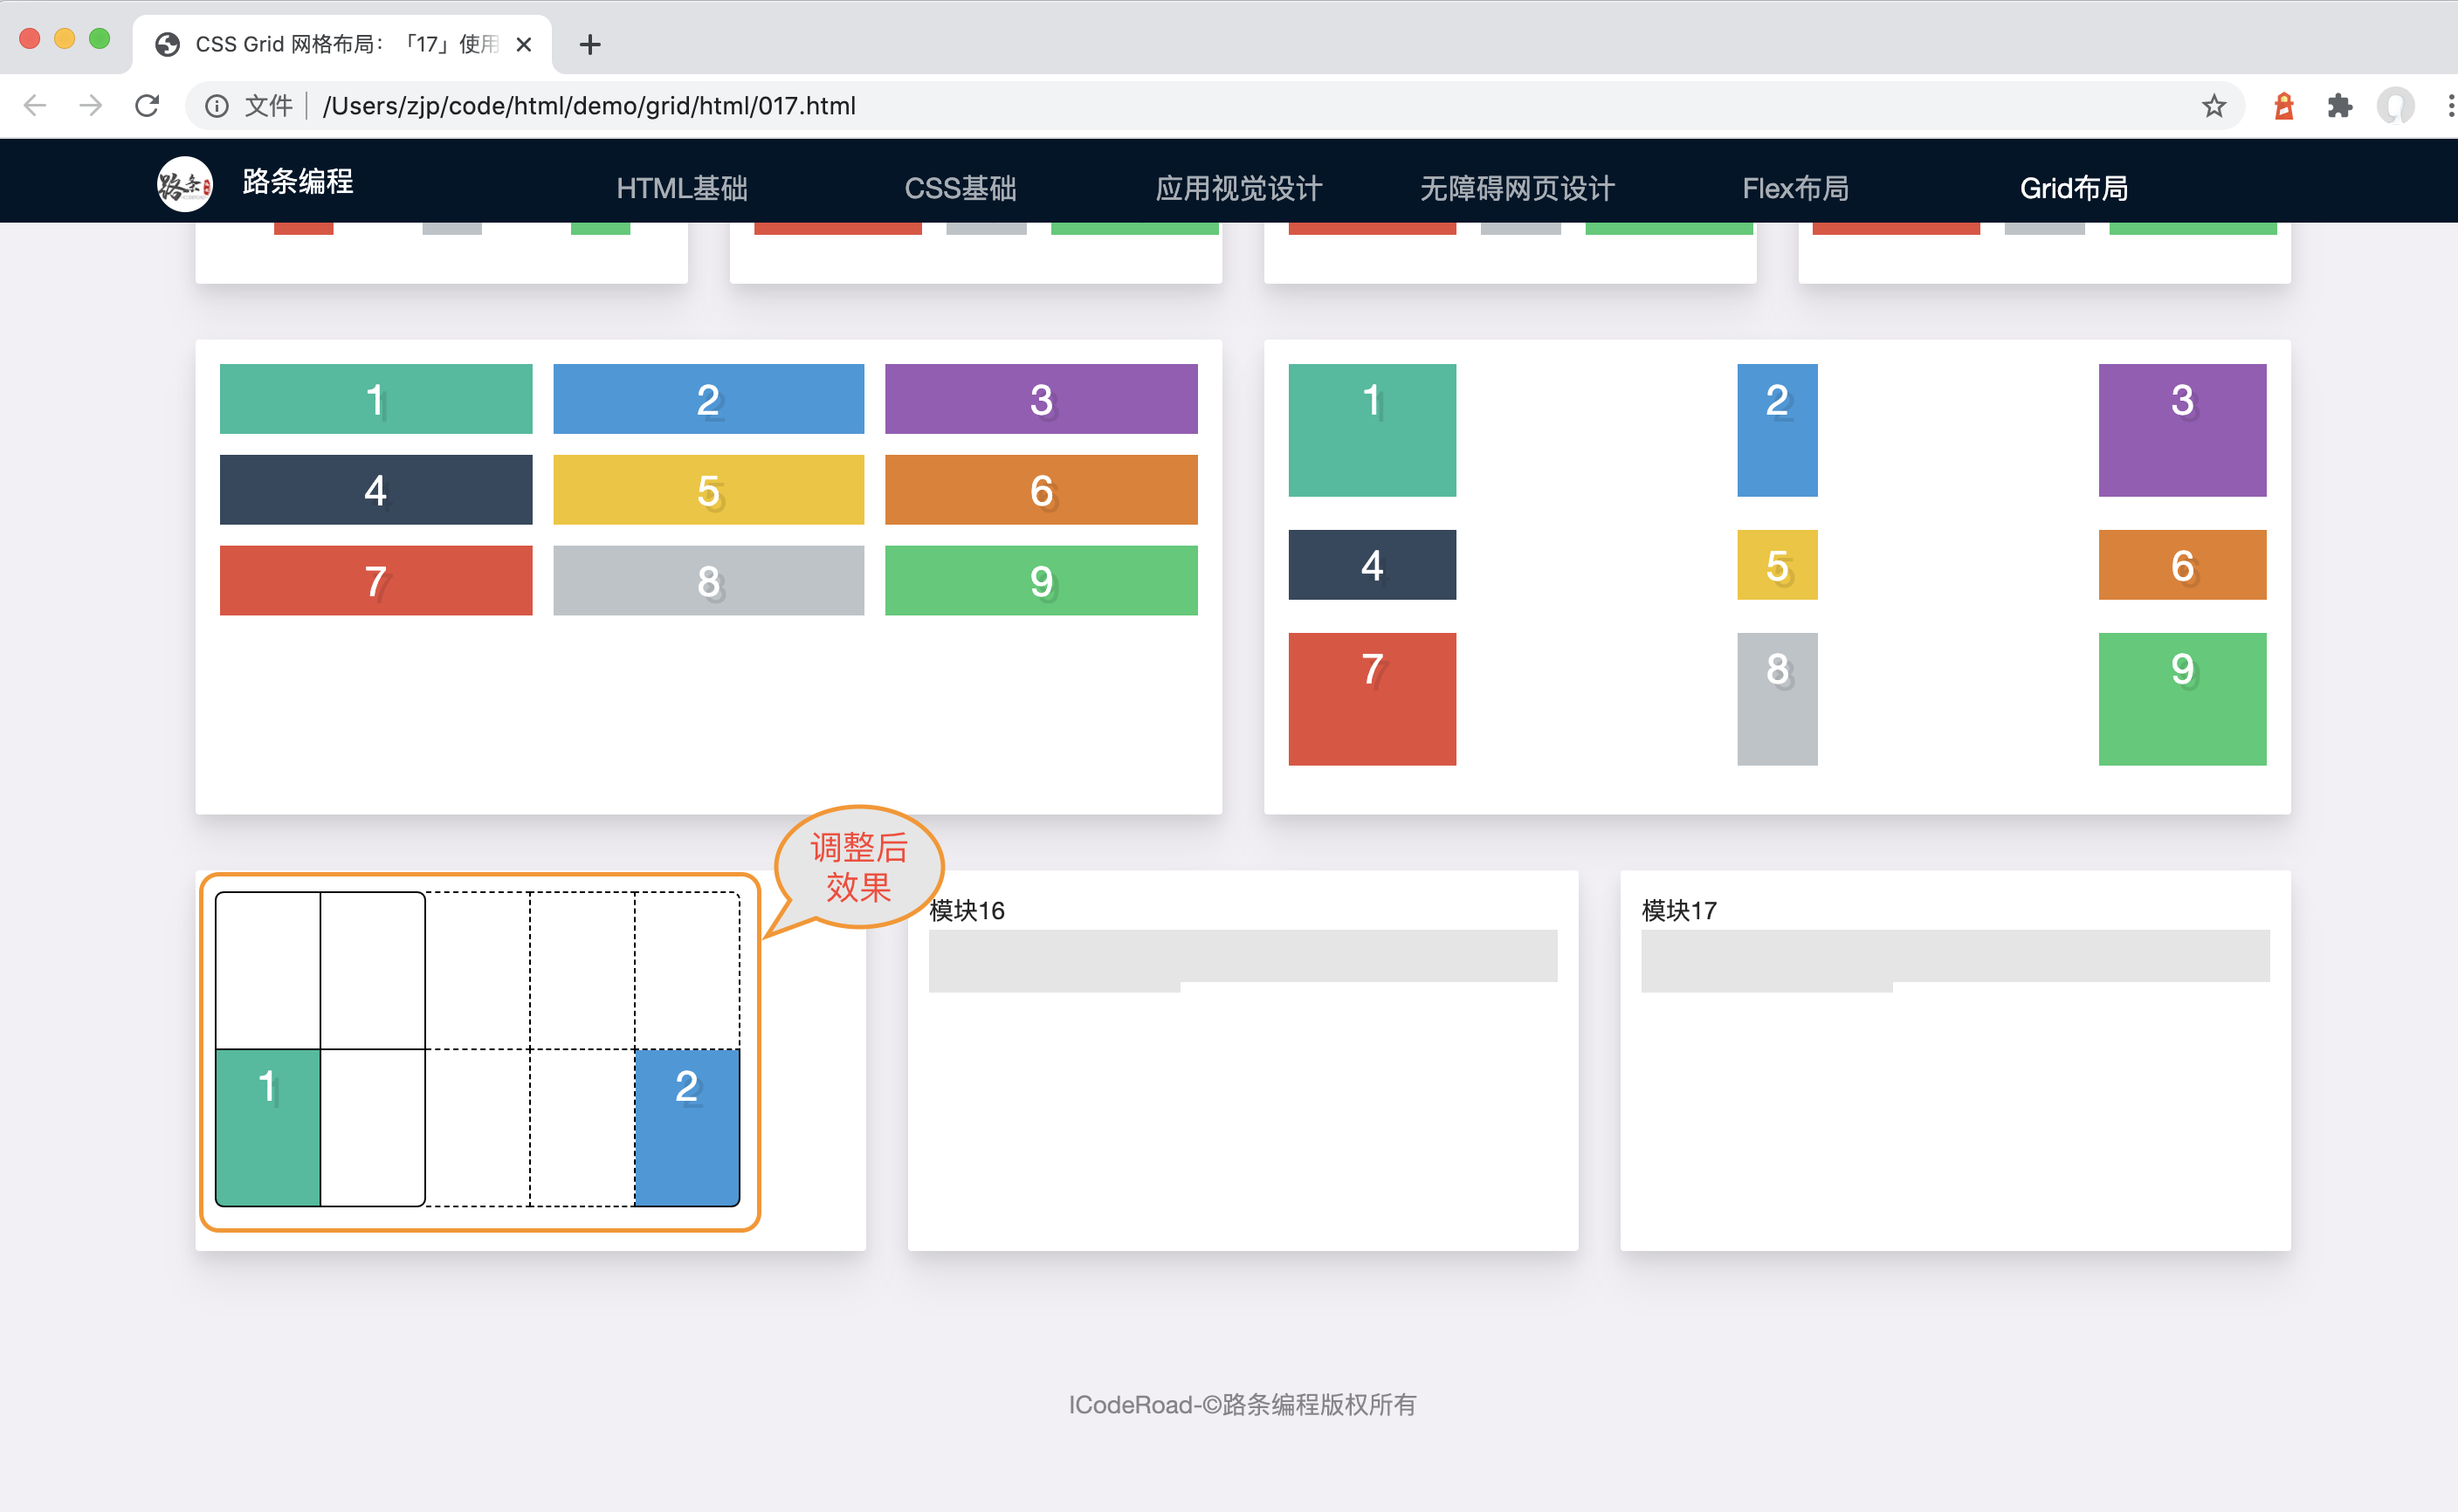 CSS Grid 网格布局：「17」使用
文件
/Users/zjp/code/html/demo/grid/html/017.html
路条
路条编程
HTML基础
CSS基础
应用视觉设计
无障碍网页设计
Flex布局
Grid布局
1
2
3
4
5
6
7
8
9
1
2
3
4
5
6
7
8
9
调整后
效果
1
2
模块16
模块17
ICodeRoad-©路条编程版权所有